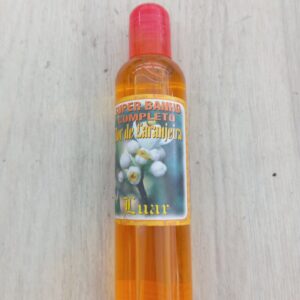 SUPER BANHO
COMPLETO
Flor de Laranjeira
Luar